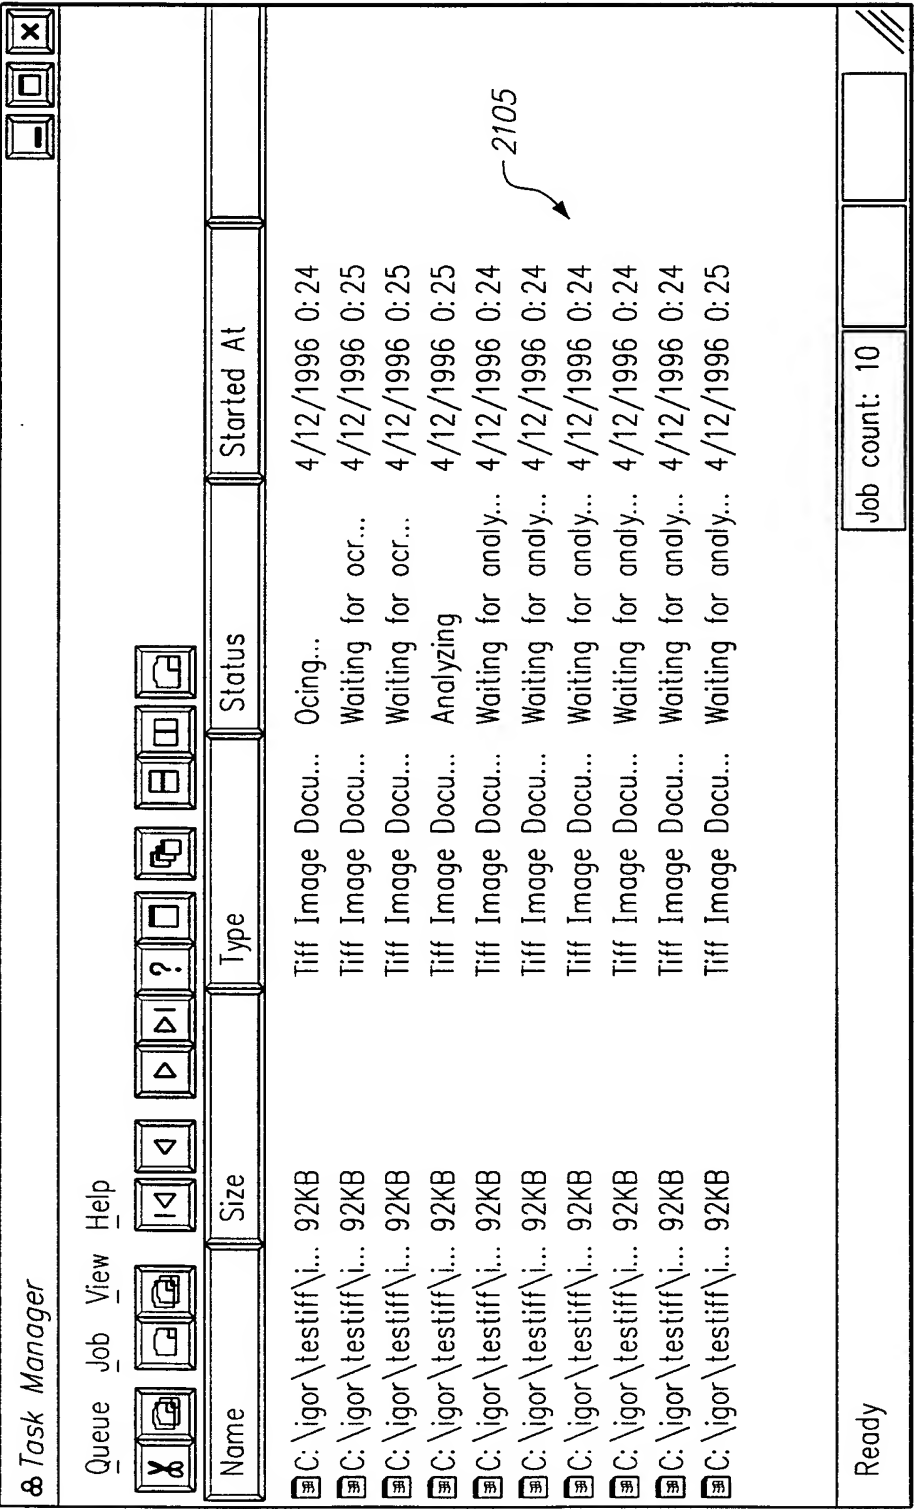 Task Manager
Queue Job View Help
?
Name Size Type Status Started At
C: \igor\testiff\i... 92KB Tiff Image Docu... Ocing... 4/12/1996 0:24
C: \igor\testiff\i... 92KB Tiff Image Docu... Waiting for ocr... 4/12/1996 0:25
C: \igor\testiff\i... 92KB Tiff Image Docu... Waiting for ocr... 4/12/1996 0:25
C: \igor\testiff\i... 92KB Tiff Image Docu... Analyzing 4/12/1996 0:25
C: \igor\testiff\i... 92KB Tiff Image Docu... Waiting for analy... 4/12/1996 0:24
C: \igor\testiff\i... 92KB Tiff Image Docu... Waiting for analy... 4/12/1996 0:24
C: \igor\testiff\i... 92KB Tiff Image Docu... Waiting for analy... 4/12/1996 0:24
C: \igor\testiff\i... 92KB Tiff Image Docu... Waiting for analy... 4/12/1996 0:24
C: \igor\testiff\i... 92KB Tiff Image Docu... Waiting for analy... 4/12/1996 0:24
C: \igor\testiff\i... 92KB Tiff Image Docu... Waiting for analy... 4/12/1996 0:25
2105
Ready Job count: 10